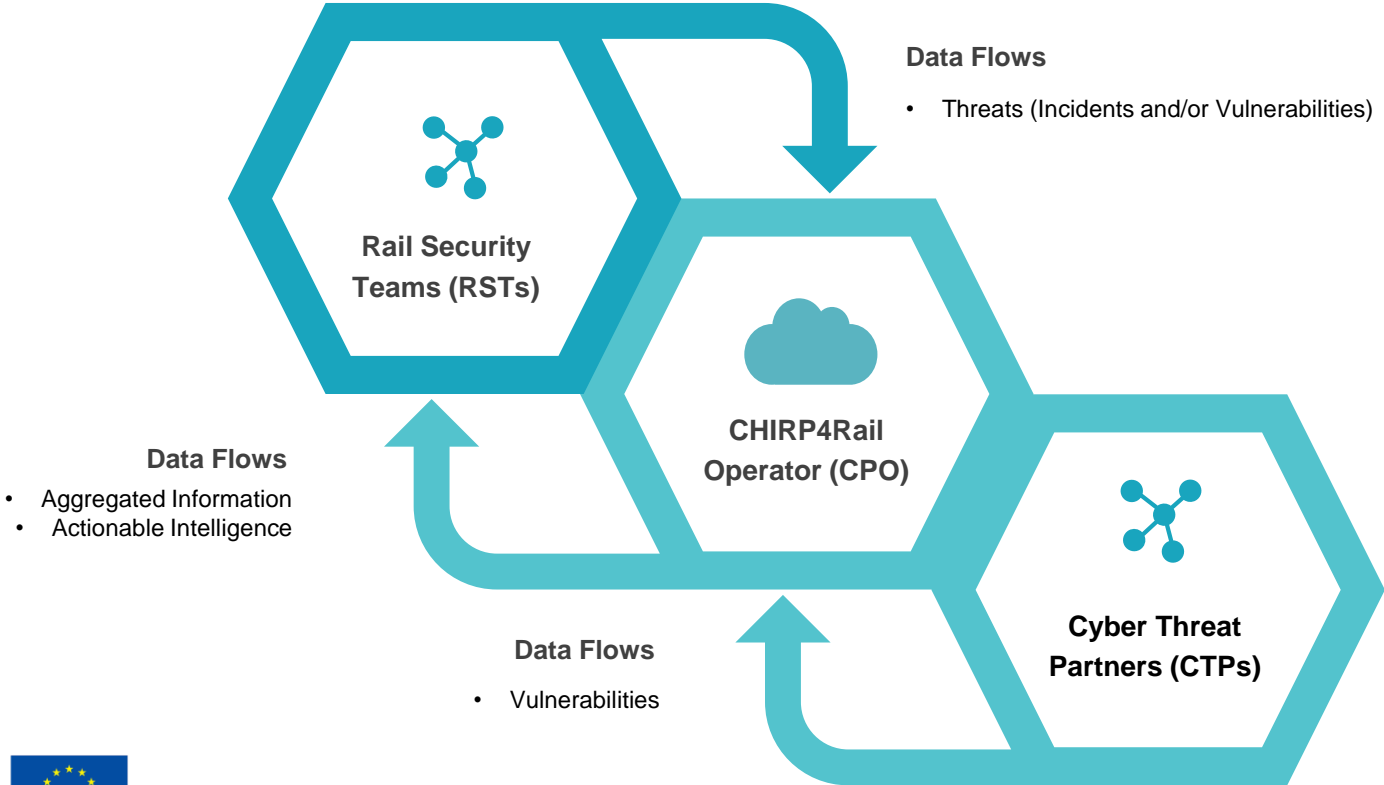 Data Flows
• Threats (Incidents and/or Vulnerabilities)
Rail Security
Teams (RSTs)
CHIRP4Rail
Operator (CPO)
Data Flows
• Aggregated Information
• Actionable Intelligence
Cyber Threat
Partners (CTPs)
Data Flows
• Vulnerabilities